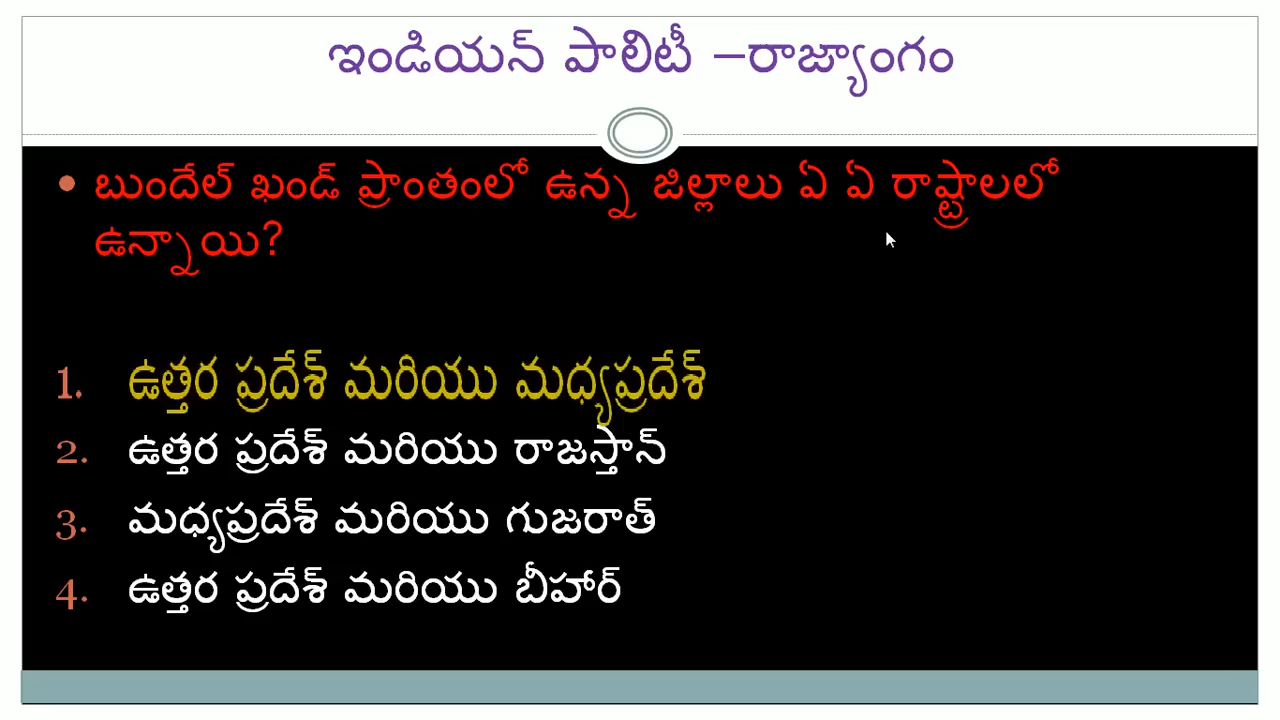 ఇండియన్ పాలిటీ –రాజ్యాంగం
• బుందేల్ ఖండ్ ప్రాంతంలో ఉన్న జిల్లాలు ఏ ఏ రాష్ట్రాలలో
ఉన్నాయి?
1. ఉత్తర ప్రదేశ్ మరియు మధ్యప్రదేశ్
2. ఉత్తర ప్రదేశ్ మరియు రాజస్తాన్
3. మధ్యప్రదేశ్ మరియు గుజరాత్
4. ఉత్తర ప్రదేశ్ మరియు బీహార్